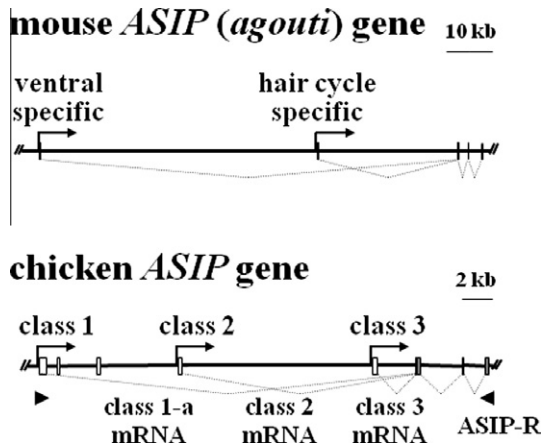 mouse ASIP (agouti) gene 10 kb
ventral specific
hair cycle specific
chicken ASIP gene 2 kb
class 1 class 2 class 3
class 1-a mRNA
class 2 mRNA
class 3 mRNA
ASIP-R